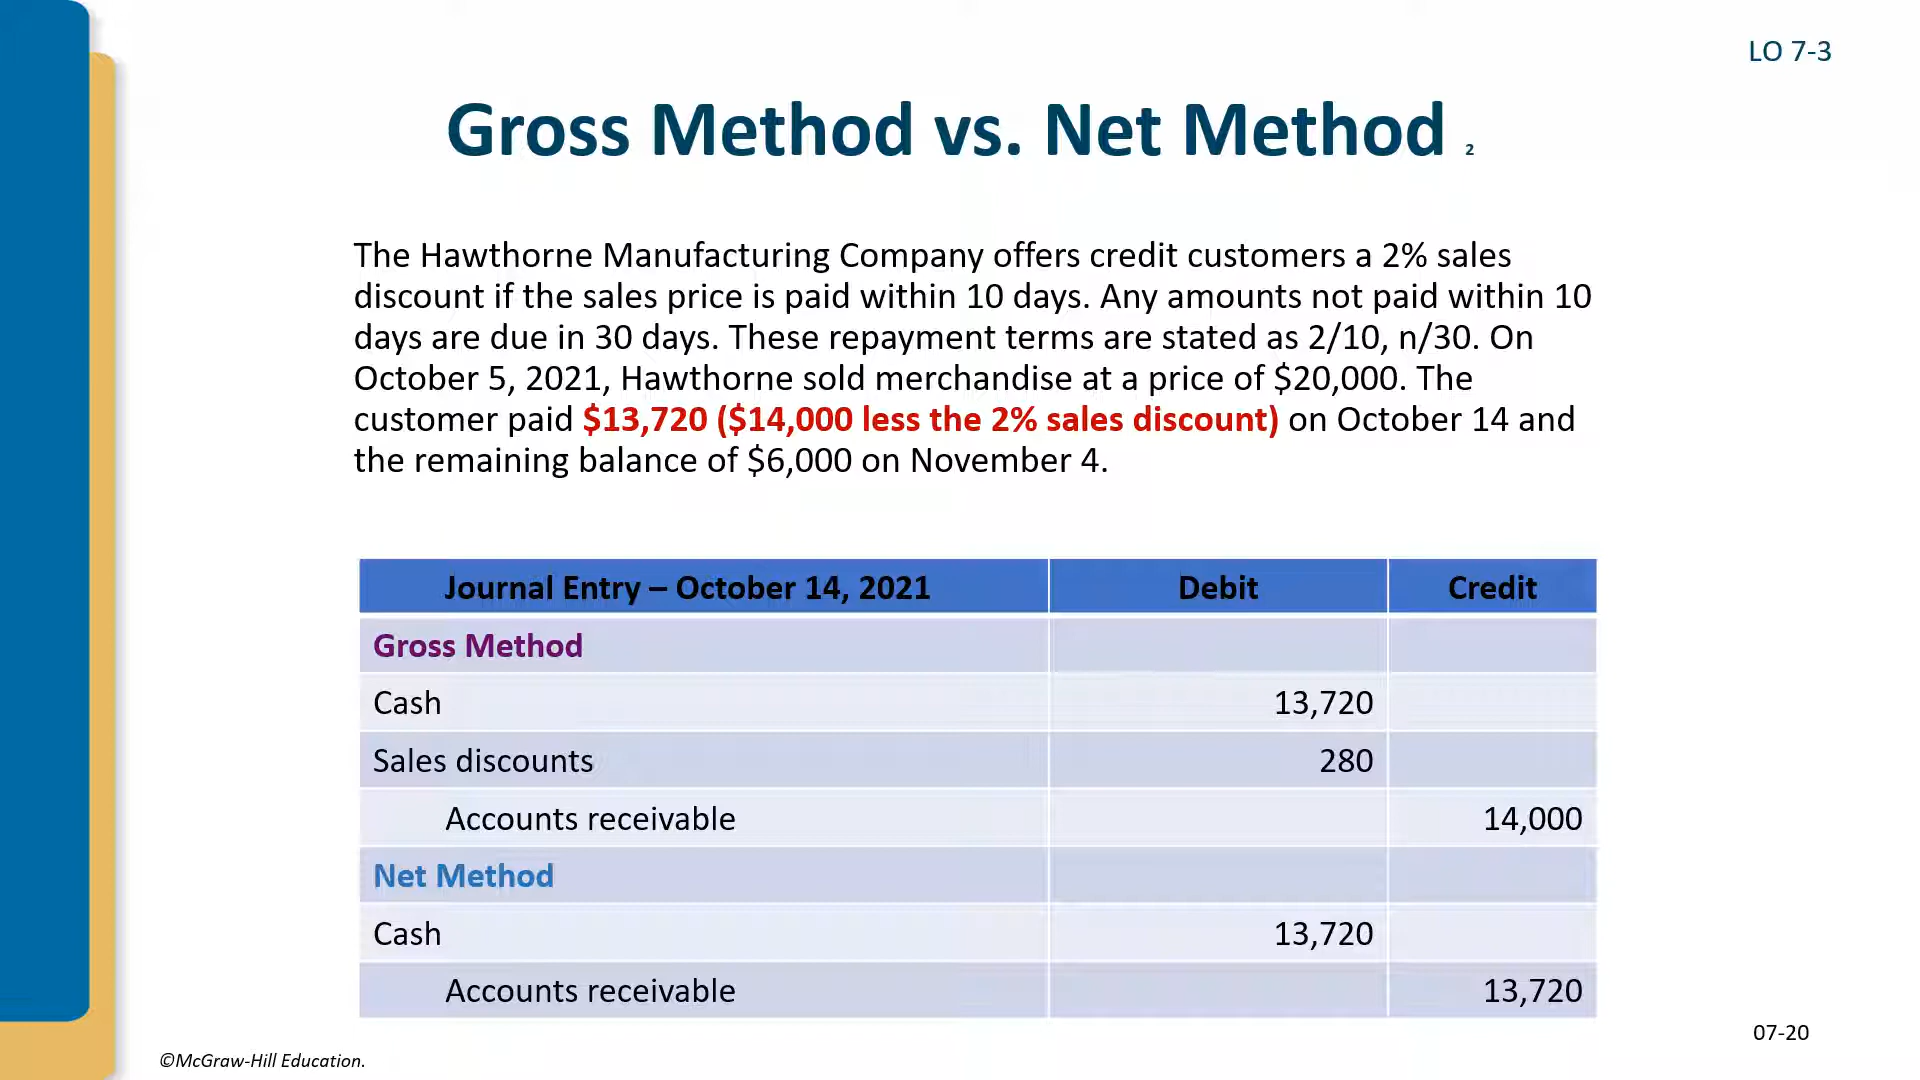 LO 7-3
Gross Method vs. Net Method 2
The Hawthorne Manufacturing Company offers credit customers a 2% sales
discount if the sales price is paid within 10 days. Any amounts not paid within 10
days are due in 30 days. These repayment terms are stated as 2/10, n/30. On
October 5, 2021, Hawthorne sold merchandise at a price of $20,000. The
customer paid $13,720 ($14,000 less the 2% sales discount) on October 14 and
the remaining balance of $6,000 on November 4.
Journal Entry – October 14, 2021 Debit Credit
Gross Method
Cash 13,720
Sales discounts 280
Accounts receivable 14,000
Net Method
Cash 13,720
Accounts receivable 13,720
07-20
©McGraw-Hill Education.